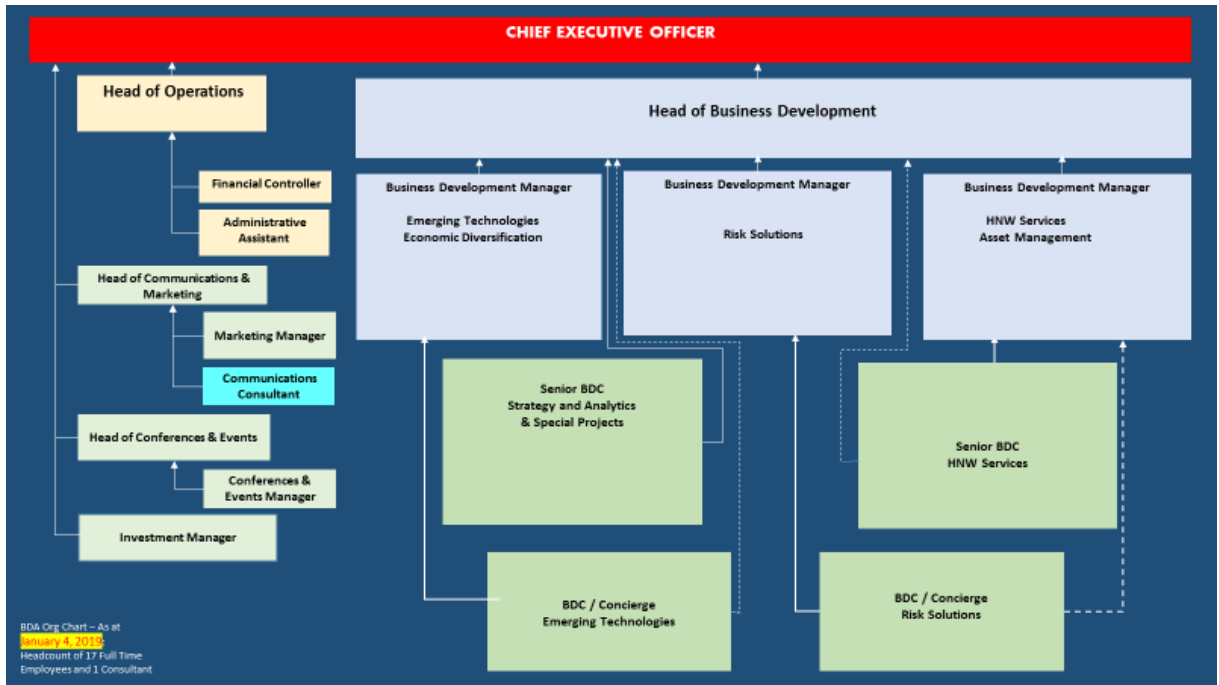 CHIEF EXECUTIVE OFFICER
Head of Operations
Financial Controller
Administrative
Assistant
Head of Communications &
Marketing
Marketing Manager
Communications
Consultant
Head of Conferences & Events
Conferences &
Events Manager
Investment Manager
Head of Business Development
Business Development Manager
Emerging Technologies
Economic Diversification
Business Development Manager
Risk Solutions
Business Development Manager
HNW Services
Asset Management
Senior BDC
Strategy and Analytics
& Special Projects
Senior BDC
HNW Services
BDC / Concierge
Emerging Technologies
BDC / Concierge
Risk Solutions
BDA Org Chart – As at
January 4, 2019;
Headcount of 17 Full Time
Employees and 1 Consultant